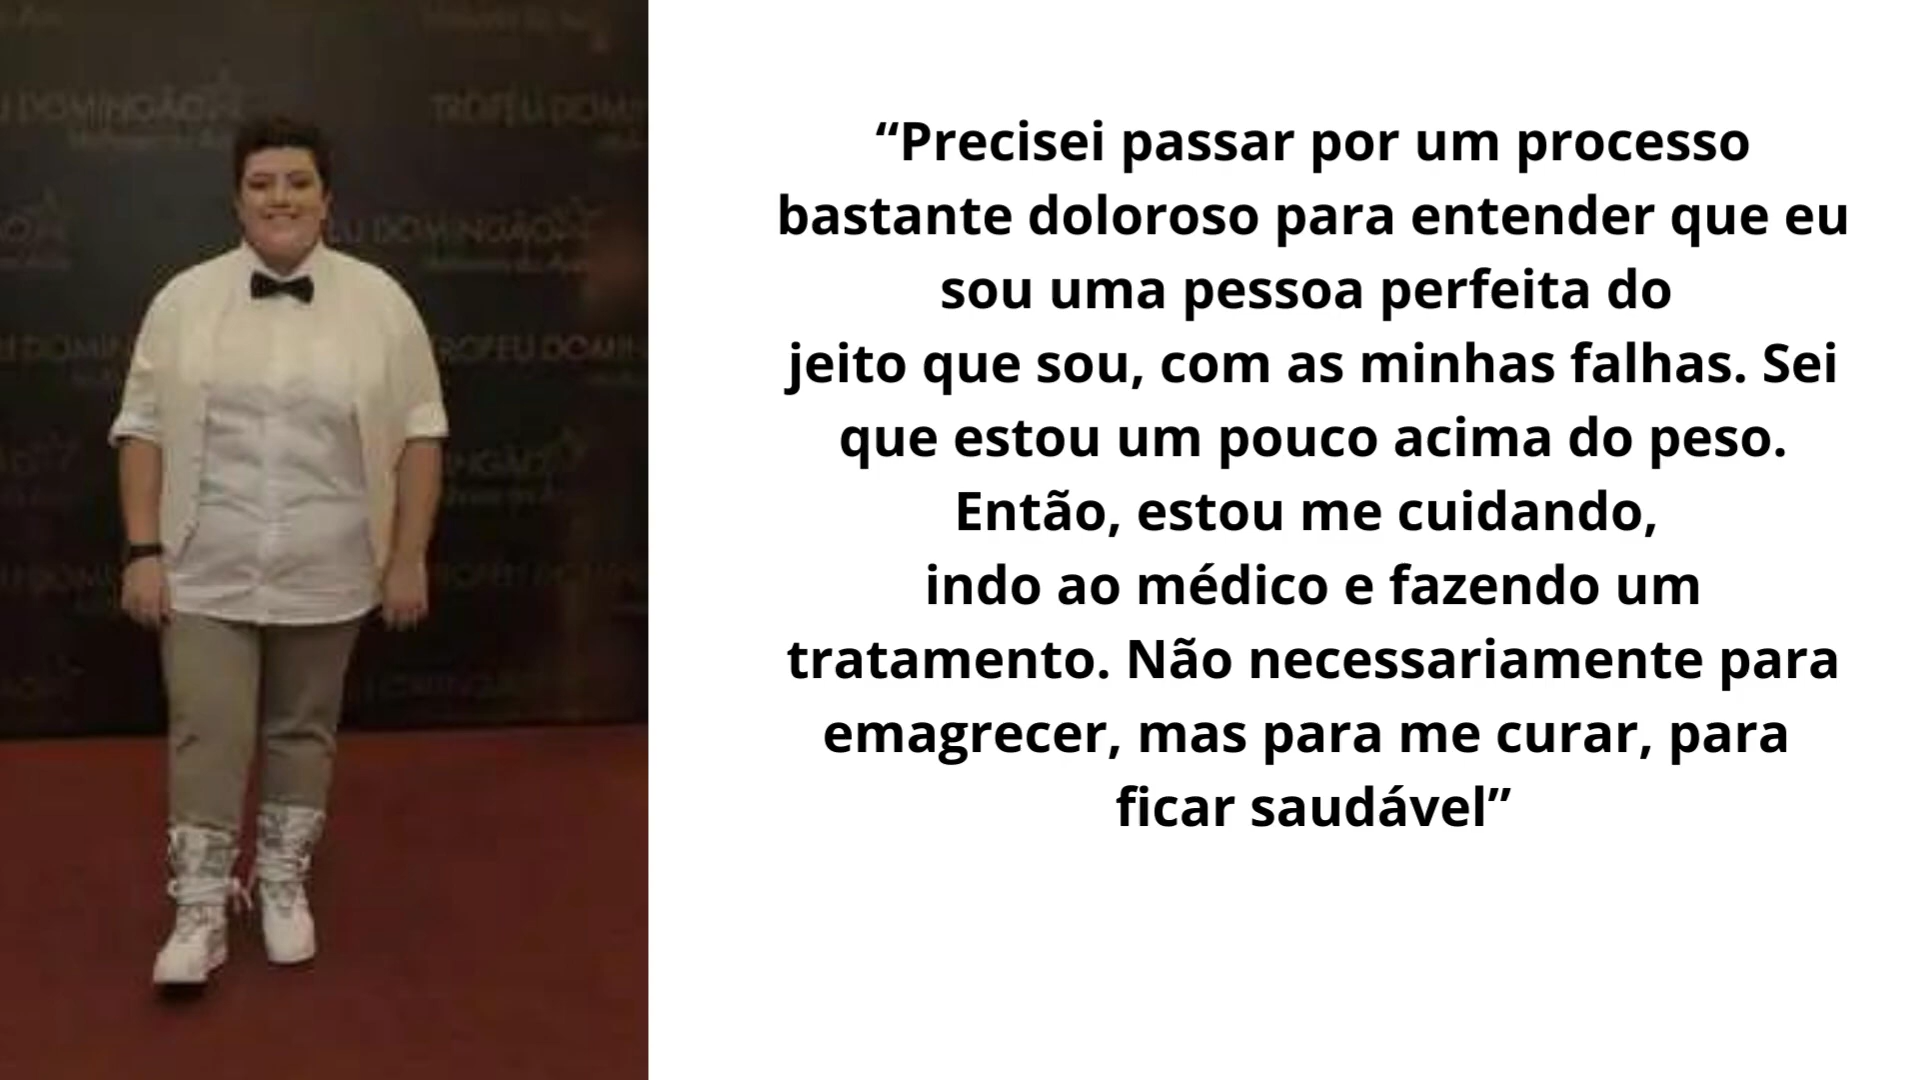 TROFÉU DOMI
“Precisei passar por um processo
bastante doloroso para entender que eu
sou uma pessoa perfeita do
jeito que sou, com as minhas falhas. Sei
que estou um pouco acima do peso.
Então, estou me cuidando,
indo ao médico e fazendo um
tratamento. Não necessariamente para
emagrecer, mas para me curar, para
ficar saudável”